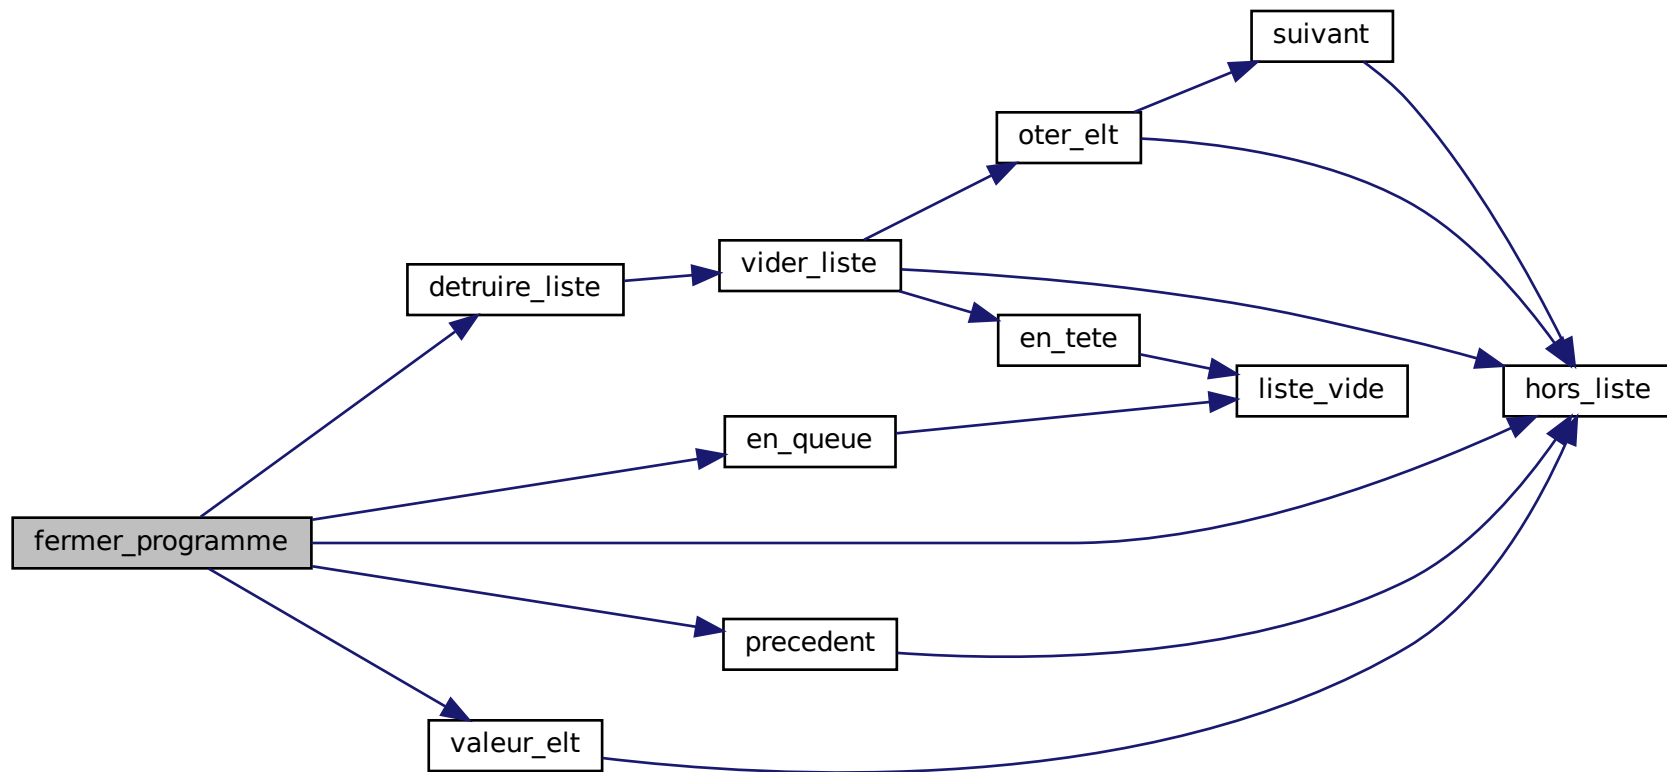 suivant
oter_elt
vider_liste
detruire_liste
en_tete
liste_vide
hors_liste
en_queue
fermer_programme
precedent
valeur_elt